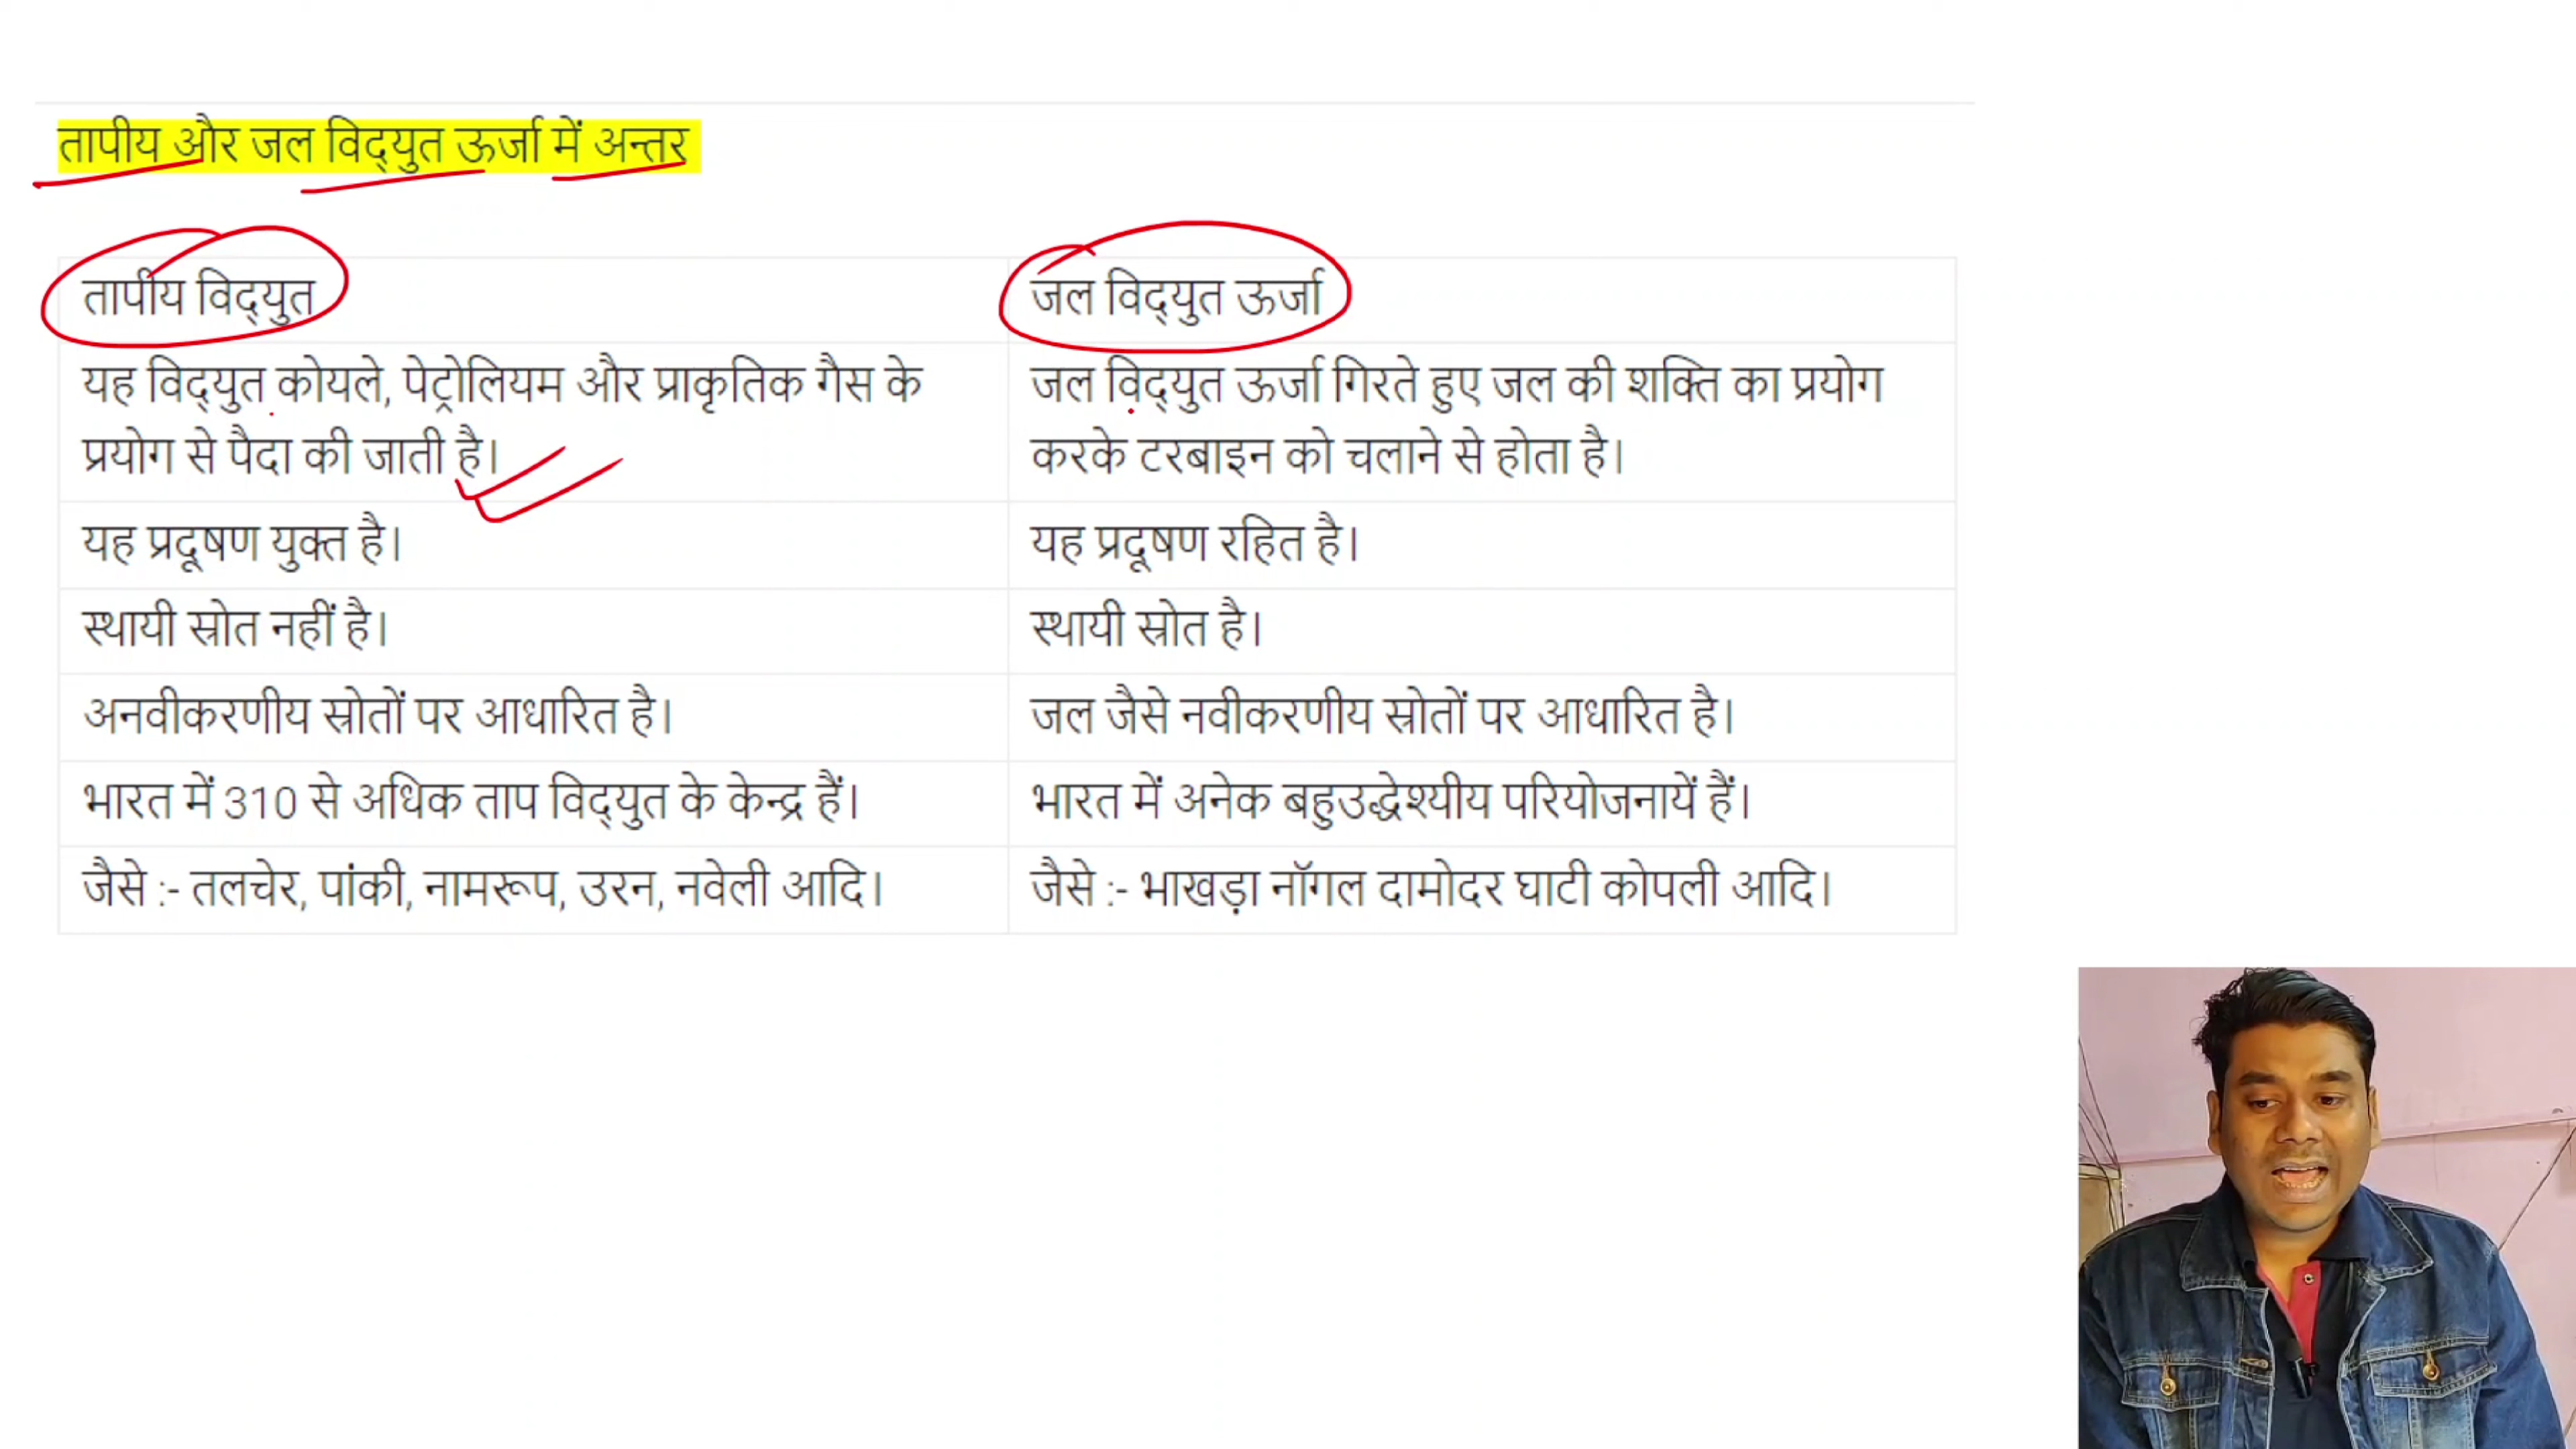 तापीय और जल विद्युत ऊर्जा में अन्तर
तापीय विद्युत
जल विद्युत ऊर्जा
यह विद्युत कोयले, पेट्रोलियम और प्राकृतिक गैस के
प्रयोग से पैदा की जाती है।
जल विद्युत ऊर्जा गिरते हुए जल की शक्ति का प्रयोग
करके टरबाइन को चलाने से होता है।
यह प्रदूषण युक्त है।
यह प्रदूषण रहित है।
स्थायी स्रोत नहीं है।
स्थायी स्रोत है।
अनवीकरणीय स्रोतों पर आधारित है।
जल जैसे नवीकरणीय स्रोतों पर आधारित है।
भारत में 310 से अधिक ताप विद्युत के केन्द्र हैं।
भारत में अनेक बहुउद्धेश्यीय परियोजनायें हैं।
जैसे :- तलचेर, पांकी, नामरूप, उरन, नवेली आदि।
जैसे :- भाखड़ा नॉगल दामोदर घाटी कोपली आदि।